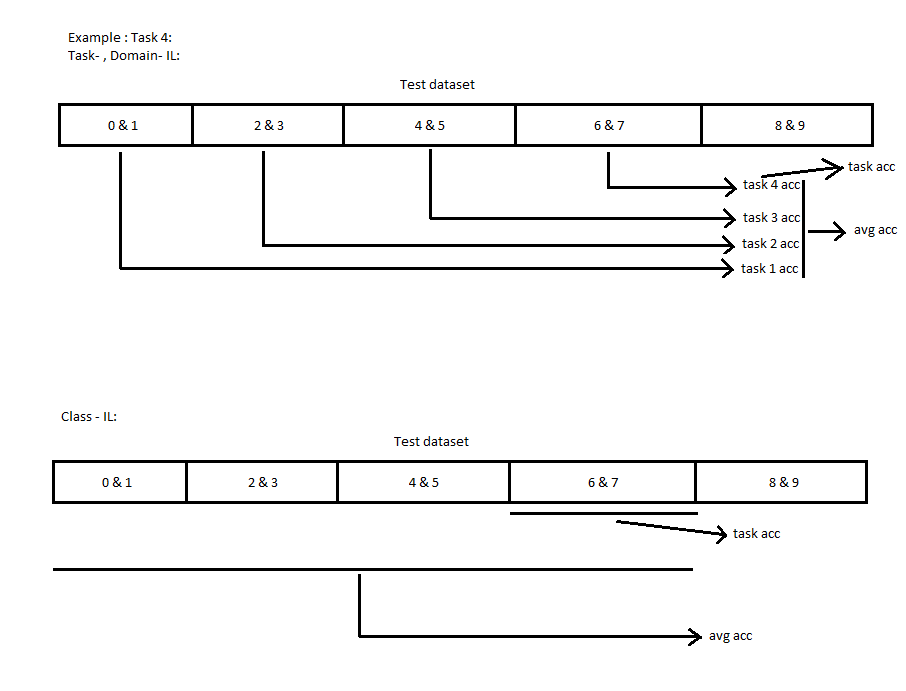 Example : Task 4:
Task- , Domain- IL:
Test dataset
0 & 1
2 & 3
4 & 5
6 & 7
8 & 9
task acc
task 4 acc
task 3 acc
avg acc
task 2 acc
task 1 acc
Class - IL:
Test dataset
0 & 1
2 & 3
4 & 5
6 & 7
8 & 9
task acc
avg acc